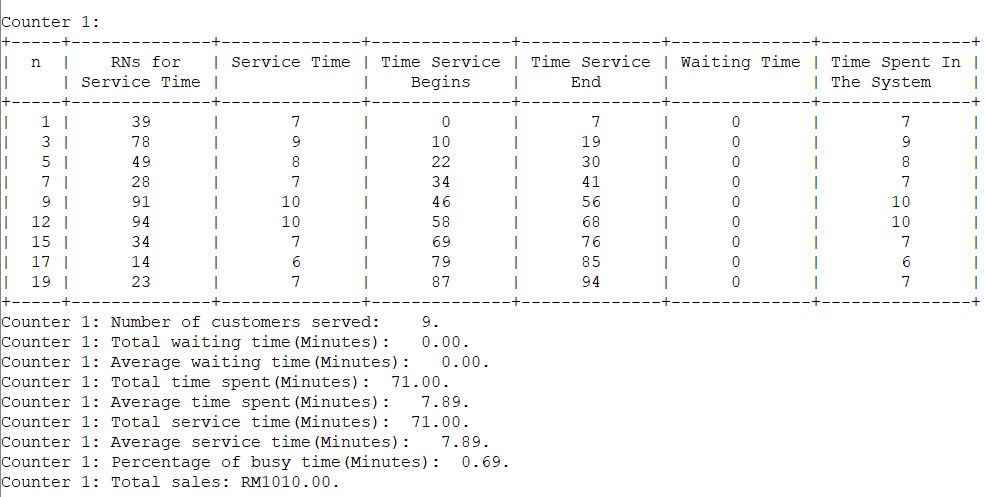 Counter 1:
+-----+--------------+--------------+--------------+--------------+--------------+---------------+
|  n  |    RNs for   | Service Time | Time Service | Time Service | Waiting Time | Time Spent In |
|     | Service Time |              |    Begins    |     End      |              | The System    |
+-----+--------------+--------------+--------------+--------------+--------------+---------------+
|   1 |      39      |       7      |       0      |       7      |      0       |       7       |
|   3 |      78      |       9      |      10      |      19      |      0       |       9       |
|   5 |      49      |       8      |      22      |      30      |      0       |       8       |
|   7 |      28      |       7      |      34      |      41      |      0       |       7       |
|   9 |      91      |      10      |      46      |      56      |      0       |      10       |
|  12 |      94      |      10      |      58      |      68      |      0       |      10       |
|  15 |      34      |       7      |      69      |      76      |      0       |       7       |
|  17 |      14      |       6      |      79      |      85      |      0       |       6       |
|  19 |      23      |       7      |      87      |      94      |      0       |       7       |
+-----+--------------+--------------+--------------+--------------+--------------+---------------+
Counter 1: Number of customers served:    9.
Counter 1: Total waiting time(Minutes):   0.00.
Counter 1: Average waiting time(Minutes):   0.00.
Counter 1: Total time spent(Minutes):  71.00.
Counter 1: Average time spent(Minutes):   7.89.
Counter 1: Total service time(Minutes):  71.00.
Counter 1: Average service time(Minutes):   7.89.
Counter 1: Percentage of busy time(Minutes):  0.69.
Counter 1: Total sales: RM1010.00.